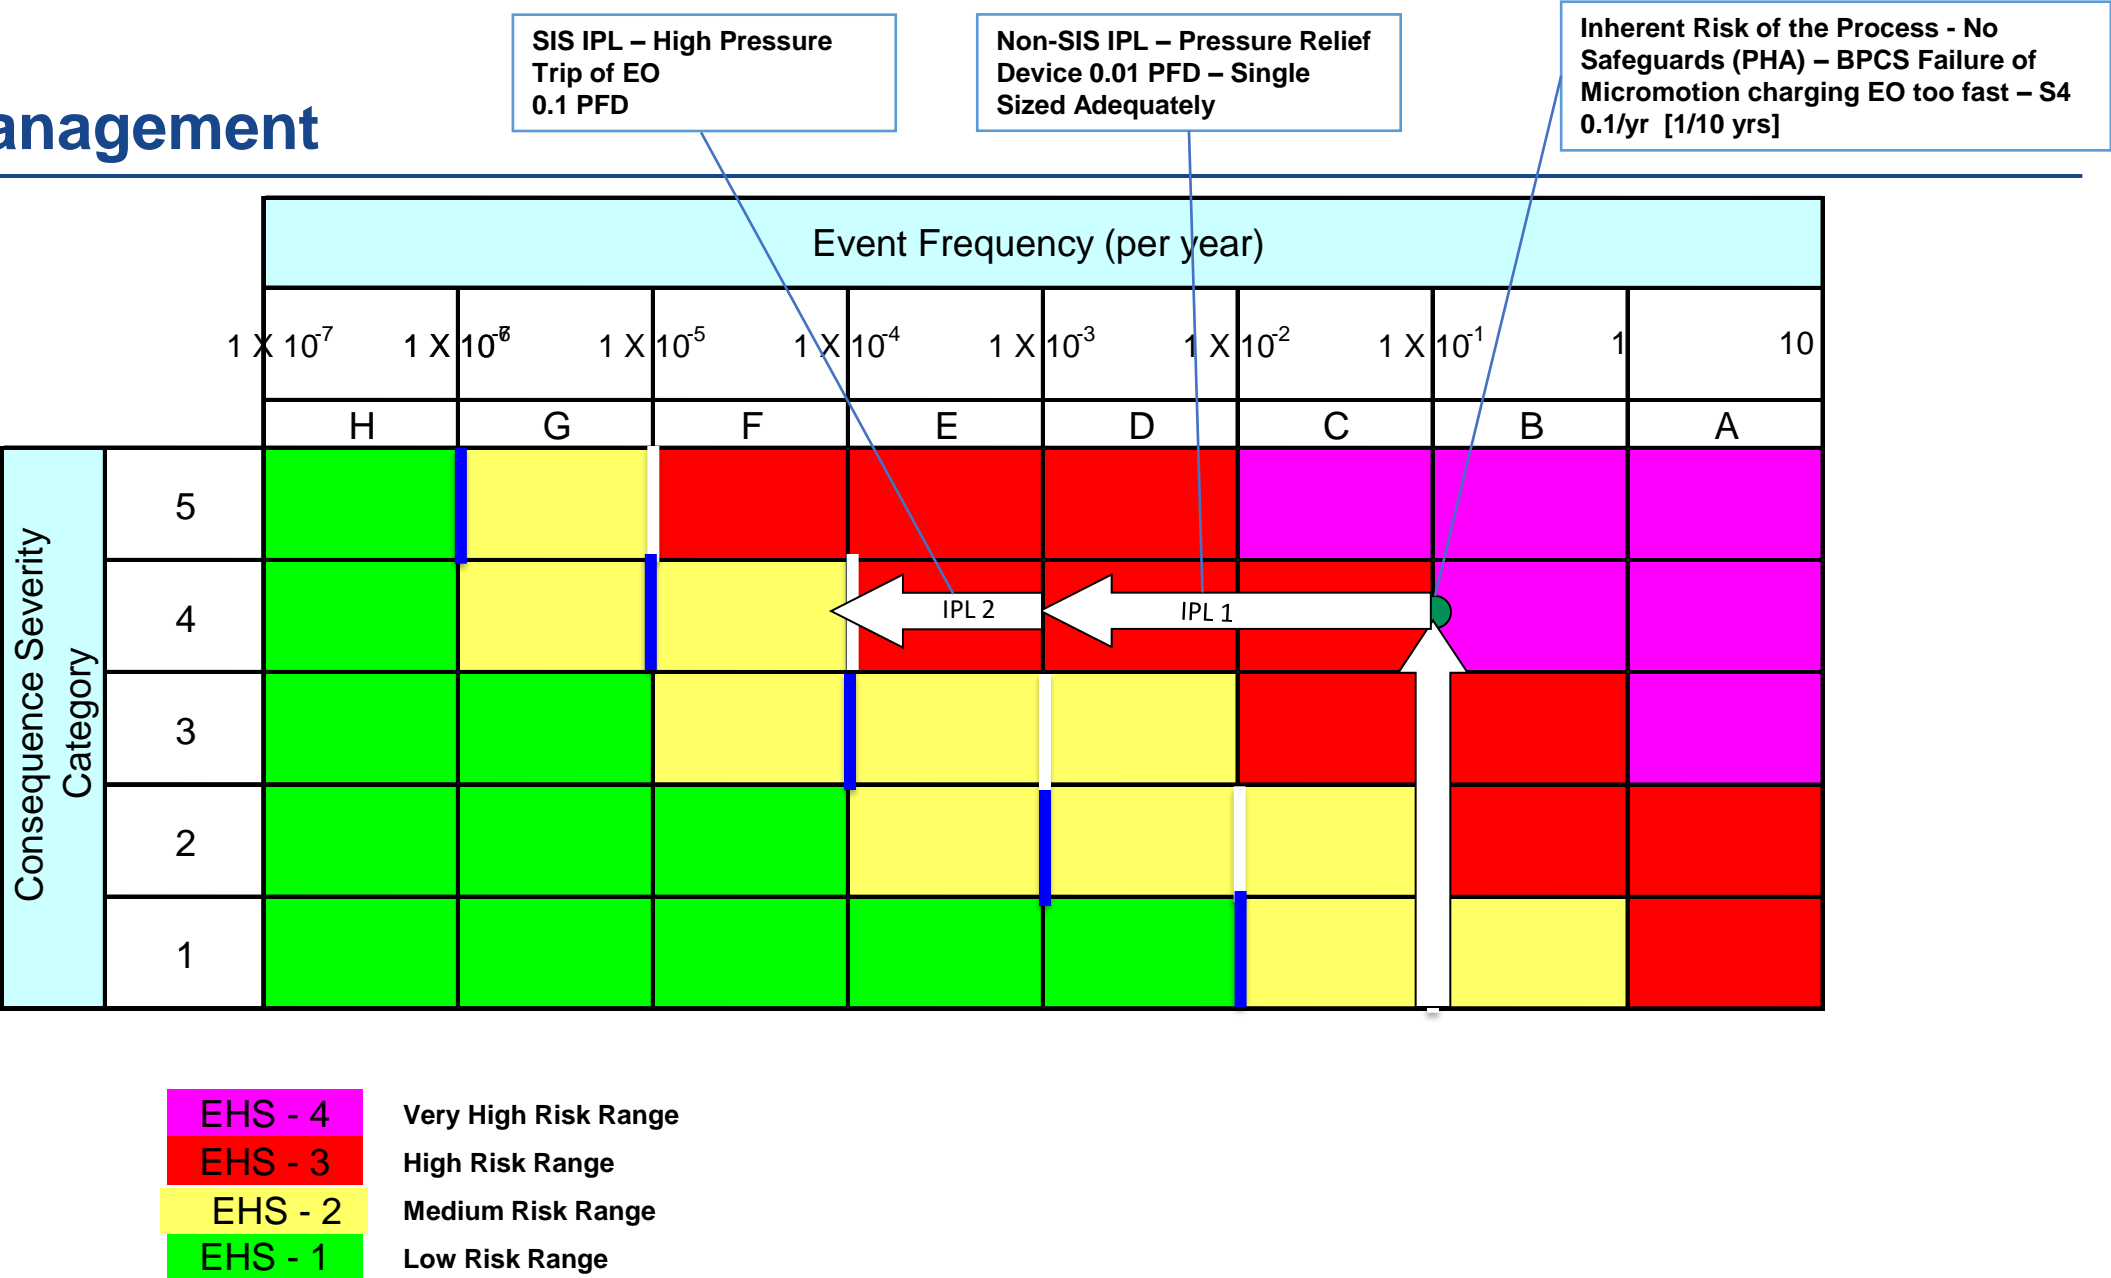 SIS IPL – High Pressure
Trip of EO
0.1 PFD
Non-SIS IPL – Pressure Relief
Device 0.01 PFD – Single
Sized Adequately
Inherent Risk of the Process - No
Safeguards (PHA) – BPCS Failure of
Micromotion charging EO too fast – S4
0.1/yr [1/10 yrs]
anagement
Event Frequency (per year)
1 X 10-7 1 X 10-6 1 X 10-5 1 X 10-4 1 X 10-3 1 X 10-2 1 X 10-1 1 10
H G F E D C B A
Consequence Severity
Category
5
4
IPL 2 IPL 1
3
2
1
EHS - 4 Very High Risk Range
EHS - 3 High Risk Range
EHS - 2 Medium Risk Range
EHS - 1 Low Risk Range